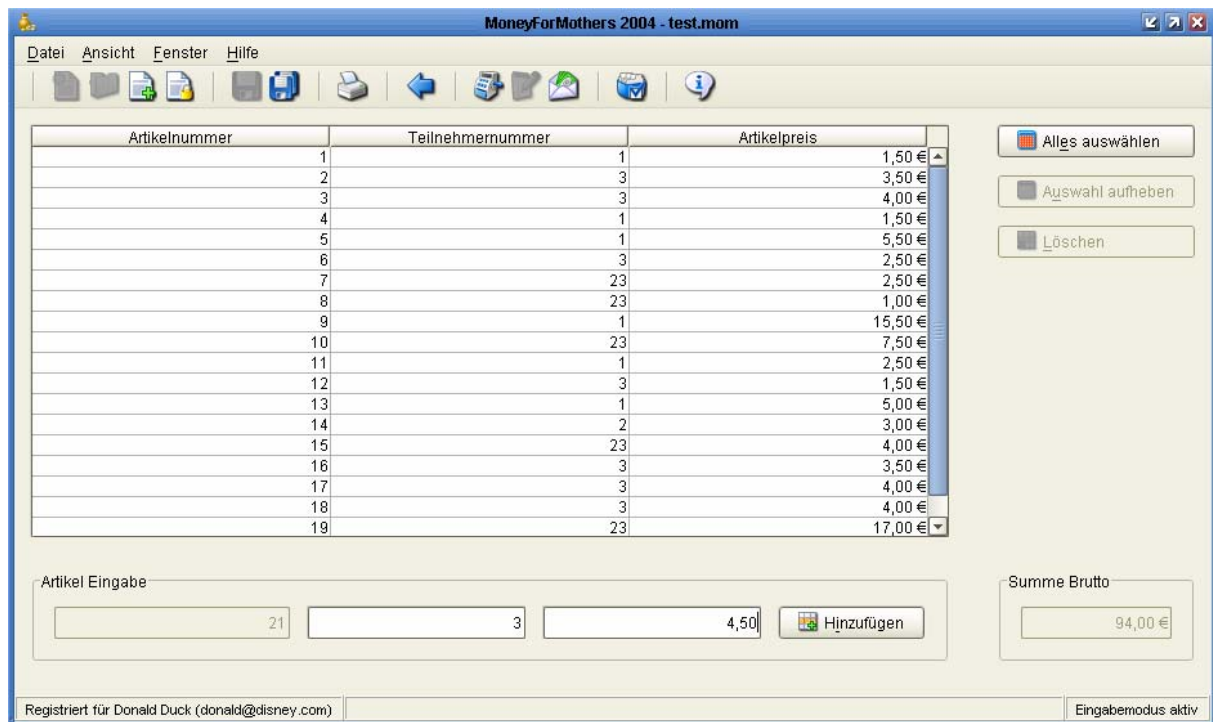 MoneyForMothers 2004 - test.mom
Datei Ansicht Fenster Hilfe
Artikelnummer Teilnehmernummer Artikelpreis
1 1 1,50 €
2 3 3,50 €
3 3 4,00 €
4 1 1,50 €
5 1 5,50 €
6 3 2,50 €
7 23 2,50 €
8 23 1,00 €
9 1 15,50 €
10 23 7,50 €
11 1 2,50 €
12 3 1,50 €
13 1 5,00 €
14 2 3,00 €
15 23 4,00 €
16 3 3,50 €
17 3 4,00 €
18 3 4,00 €
19 23 17,00 €
Alles auswählen
Auswahl aufheben
Löschen
Artikel Eingabe
21 3 4,50 Hinzufügen
Summe Brutto
94,00 €
Registriert für Donald Duck (donald@disney.com)
Eingabemodus aktiv